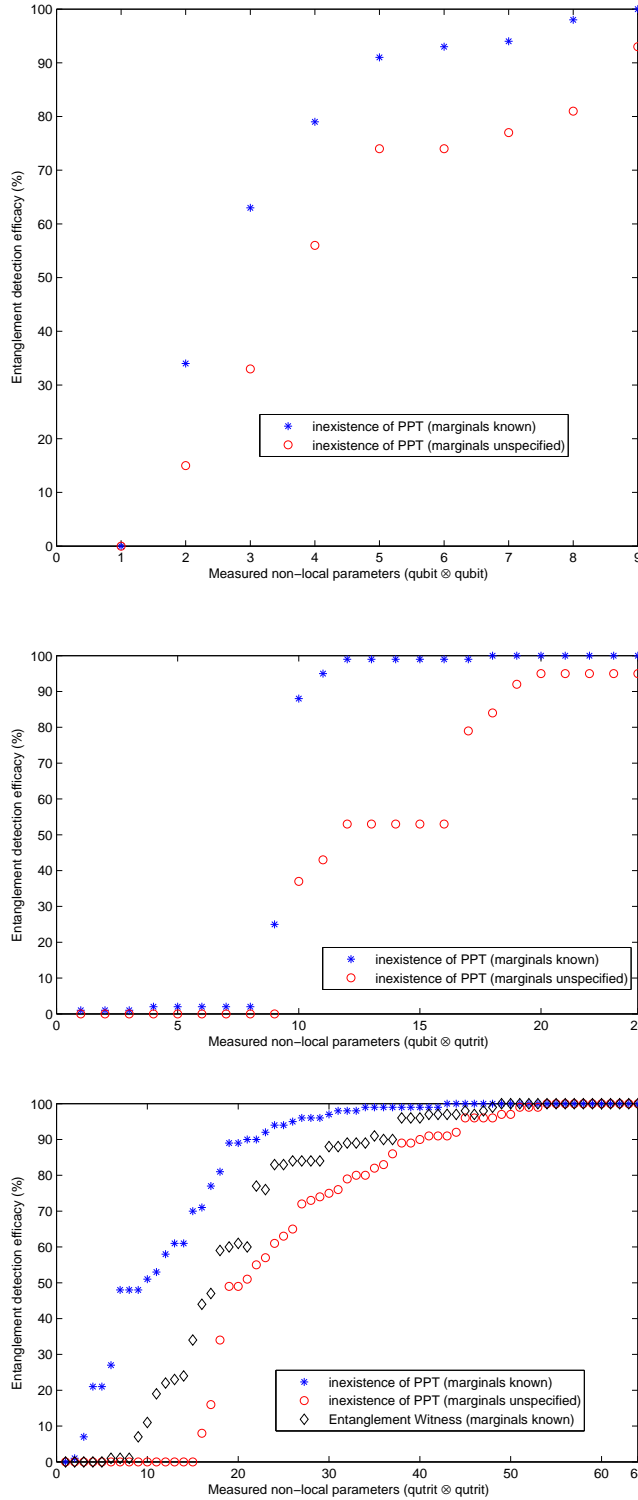 100
90
80
70
60
50
40
30
20
10
0
Entanglement detection efficacy (%)
inexistence of PPT (marginals known)
inexistence of PPT (marginals unspecified)
0 1 2 3 4 5 6 7 8 9
Measured non−local parameters (qubit ⊗ qubit)
100
90
80
70
60
50
40
30
20
10
0
Entanglement detection efficacy (%)
inexistence of PPT (marginals known)
inexistence of PPT (marginals unspecified)
0 5 10 15 20
Measured non−local parameters (qubit ⊗ qutrit)
100
90
80
70
60
50
40
30
20
10
0
Entanglement detection efficacy (%)
inexistence of PPT (marginals known)
inexistence of PPT (marginals unspecified)
Entanglement Witness (marginals known)
0 10 20 30 40 50 60
Measured non−local parameters (qutrit ⊗ qutrit)